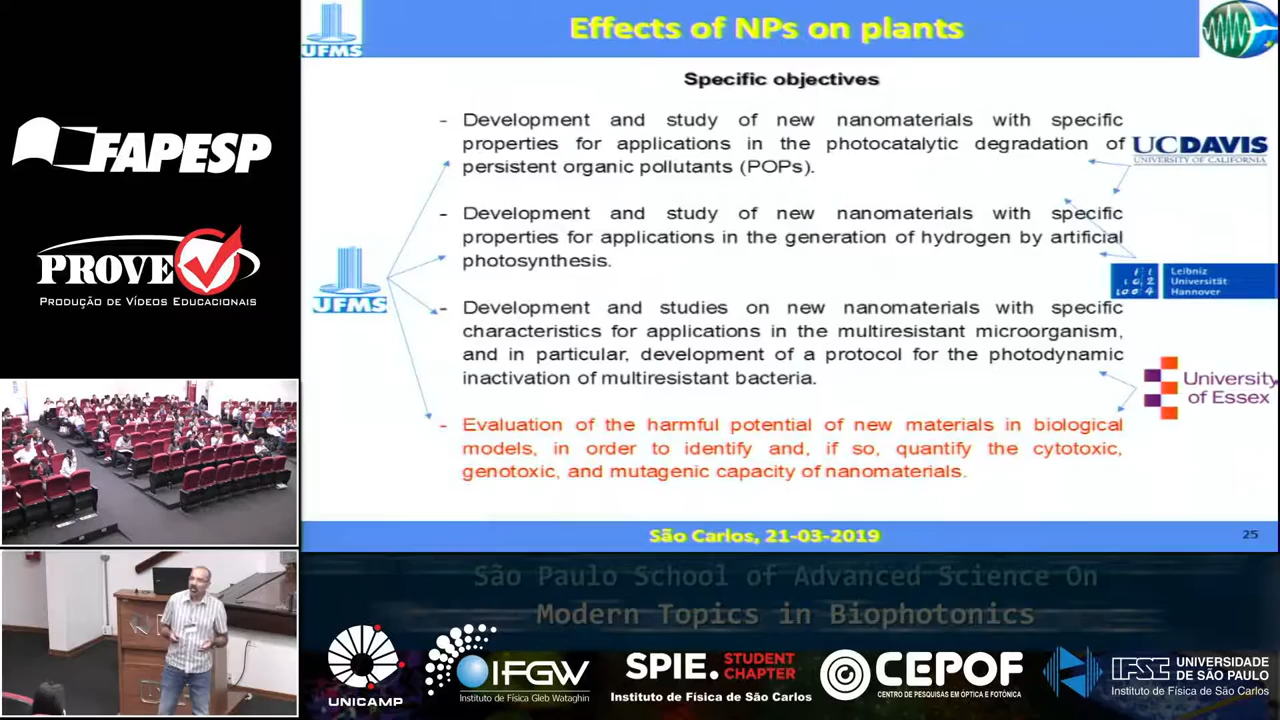 Effects of NPs on plants
UFMS
Specific objectives
- Development and study of new nanomaterials with specific
properties for applications in the photocatalytic degradation of
persistent organic pollutants (POPs).
- Development and study of new nanomaterials with specific
properties for applications in the generation of hydrogen by artificial
photosynthesis.
- Development and studies on new nanomaterials with specific
characteristics for applications in the multiresistant microorganism,
and in particular, development of a protocol for the photodynamic
inactivation of multiresistant bacteria.
- Evaluation of the harmful potential of new materials in biological
models, in order to identify and, if so, quantify the cytotoxic,
genotoxic, and mutagenic capacity of nanomaterials.
UFMS
UCDAVIS
UNIVERSITY OF CALIFORNIA
Leibniz
Universität
Hannover
University
of Essex
São Carlos, 21-03-2019
25
FAPESP
PROVE
PRODUÇÃO DE VÍDEOS EDUCACIONAIS
São Paulo School of Advanced Science On
Modern Topics in Biophotonics
UNICAMP
IFGW
Instituto de Física Gleb Wataghin
SPIE. STUDENT
CHAPTER
Instituto de Física de São Carlos
CEPOF
CENTRO DE PESQUISAS EM ÓPTICA E FOTÔNICA
IFSC
UNIVERSIDADE
DE SÃO PAULO
Instituto de Física de São Carlos